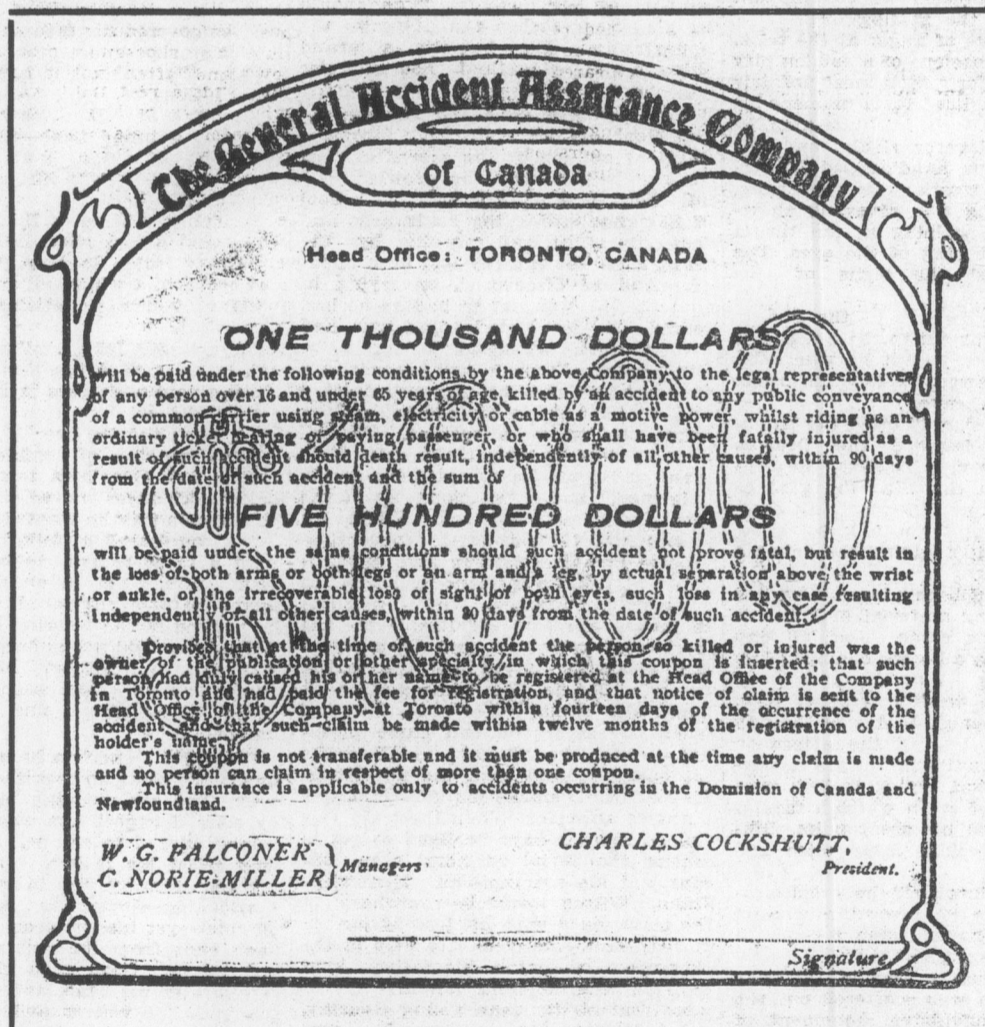 The General Accident Assurance Company
of Canada
Head Office: TORONTO, CANADA
ONE THOUSAND DOLLARS
will be paid under the following conditions by the above Company to the legal representatives
of any person over 16 and under 65 years of age, killed by an accident to any public conveyance
of a common carrier using steam, electricity or cable as a motive power, whilst riding as an
ordinary ticket bearing or paying passenger, or who shall have been fatally injured as a
result of such accident should death result, independently of all other causes, within 90 days
from the date of such accident and the sum of
FIVE HUNDRED DOLLARS
will be paid under the same conditions should such accident not prove fatal, but result in
the loss of both arms or both legs or an arm and a leg, by actual separation above the wrist
or ankle, or the irrecoverable loss of sight of both eyes, such loss in any case resulting
independently of all other causes, within 90 days from the date of such accident.
Provided that at the time of such accident the person so killed or injured was the
owner of the publication or other specialty in which this coupon is inserted; that such
person had duly caused his or her name to be registered at the Head Office of the Company
in Toronto and had paid the fee for registration, and that notice of claim is sent to the
Head Office of the Company at Toronto within fourteen days of the occurrence of the
accident, and that such claim be made within twelve months of the registration of the
holder's name.
This coupon is not transferable and it must be produced at the time any claim is made
and no person can claim in respect of more than one coupon.
This insurance is applicable only to accidents occurring in the Dominion of Canada and
Newfoundland.
W. G. FALCONER
C. NORIE-MILLER } Managers
CHARLES COCKSHUTT,
President.
Signature